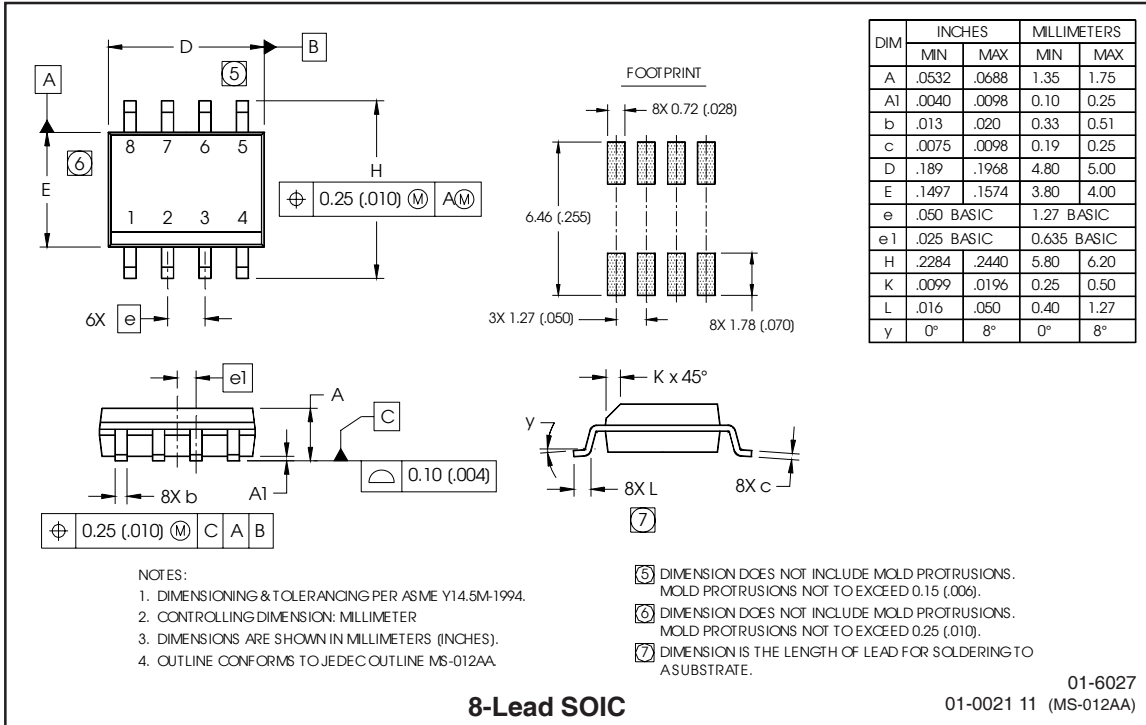 D
B
5
A
8 7 6 5
6
E
H
⌖ 0.25 (.010) Ⓜ AⓂ
1 2 3 4
6X e
FOOTPRINT
8X 0.72 (.028)
6.46 (.255)
3X 1.27 (.050)
8X 1.78 (.070)
DIM INCHES MILLIMETERS
MIN MAX MIN MAX
A .0532 .0688 1.35 1.75
A1 .0040 .0098 0.10 0.25
b .013 .020 0.33 0.51
c .0075 .0098 0.19 0.25
D .189 .1968 4.80 5.00
E .1497 .1574 3.80 4.00
e .050 BASIC 1.27 BASIC
e1 .025 BASIC 0.635 BASIC
H .2284 .2440 5.80 6.20
K .0099 .0196 0.25 0.50
L .016 .050 0.40 1.27
y 0° 8° 0° 8°
e1
A
C
⌓ 0.10 (.004)
8X b
A1
⌖ 0.25 (.010) Ⓜ C A B
K x 45°
y
8X L
7
8X c
NOTES:
1. DIMENSIONING & TOLERANCING PER ASME Y14.5M-1994.
2. CONTROLLING DIMENSION: MILLIMETER
3. DIMENSIONS ARE SHOWN IN MILLIMETERS (INCHES).
4. OUTLINE CONFORMS TO JEDEC OUTLINE MS-012AA.
5 DIMENSION DOES NOT INCLUDE MOLD PROTRUSIONS.
MOLD PROTRUSIONS NOT TO EXCEED 0.15 (.006).
6 DIMENSION DOES NOT INCLUDE MOLD PROTRUSIONS.
MOLD PROTRUSIONS NOT TO EXCEED 0.25 (.010).
7 DIMENSION IS THE LENGTH OF LEAD FOR SOLDERING TO
A SUBSTRATE.
8-Lead SOIC
01-6027
01-0021 11 (MS-012AA)